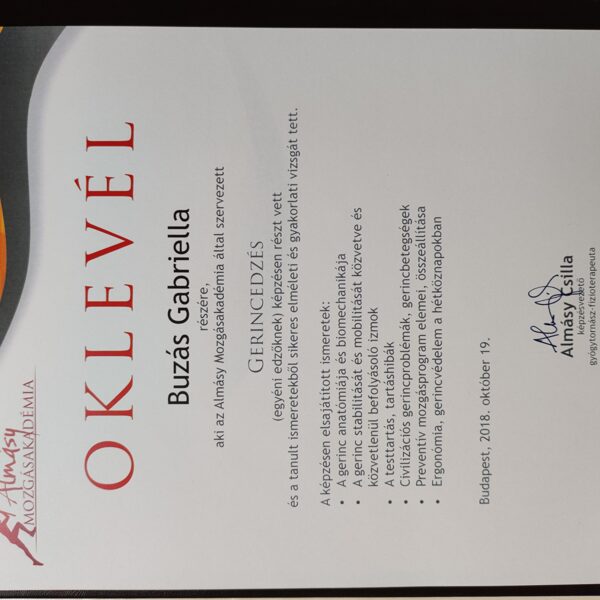 Almásy
MOZGÁSAKADÉMIA
OKLEVÉL
Buzás Gabriella
részére,
aki az Almásy Mozgásakadémia által szervezett
GERINCEDZÉS
(egyéni edzőknek) képzésen részt vett
és a tanult ismeretekből sikeres elméleti és gyakorlati vizsgát tett.
A képzésen elsajátított ismeretek:
• A gerinc anatómiája és biomechanikája
• A gerinc stabilitását és mobilitását közvetve és
közvetlenül befolyásoló izmok
• A testtartás, tartáshibák
• Civilizációs gerincproblémák, gerincbetegségek
• Preventív mozgásprogram elemei, összeállítása
• Ergonómia, gerincvédelem a hétköznapokban
Budapest, 2018. október 19.
Almásy Csilla
képzésvezető
gyógytornász-fizioterapeuta